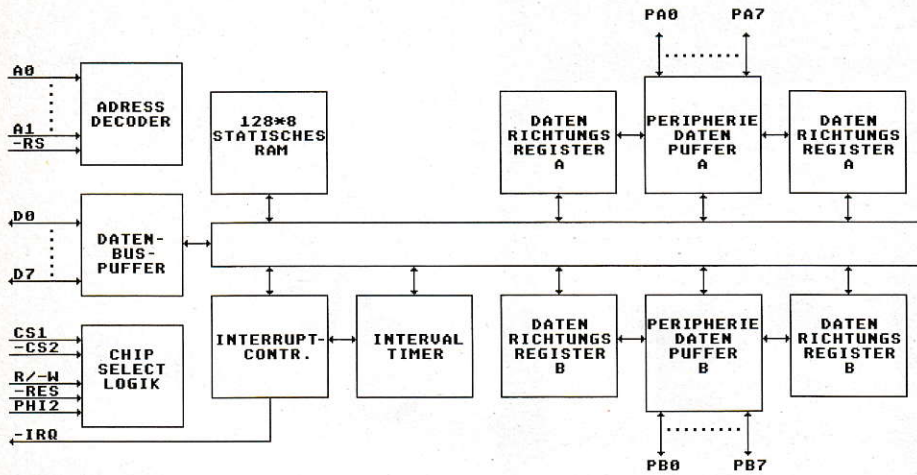 PA0 PA7
A0
A1
-RS
ADRESS
DECODER
128*8
STATISCHES
RAM
DATEN
RICHTUNGS
REGISTER
A
PERIPHERIE
DATEN
PUFFER
A
DATEN
RICHTUNGS
REGISTER
A
D0
D7
DATEN-
BUS-
PUFFER
CS1
-CS2
R/-W
-RES
PHI2
-IRQ
CHIP
SELECT
LOGIK
INTERRUPT-
CONTR.
INTERVAL
TIMER
DATEN
RICHTUNGS
REGISTER
B
PERIPHERIE
DATEN
PUFFER
B
DATEN
RICHTUNGS
REGISTER
B
PB0 PB7